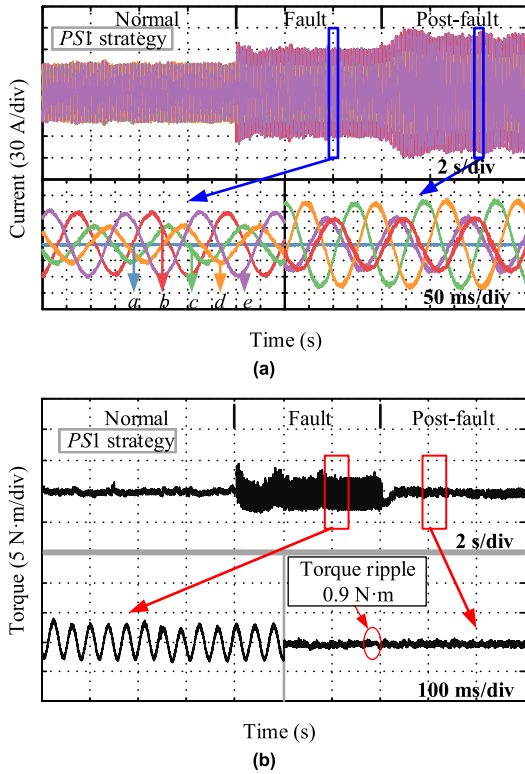 Normal Fault Post-fault
PS1 strategy
Current (30 A/div)
2 s/div
a b c d e
50 ms/div
Time (s)
(a)
Normal Fault Post-fault
PS1 strategy
Torque (5 N·m/div)
2 s/div
Torque ripple
0.9 N·m
100 ms/div
Time (s)
(b)